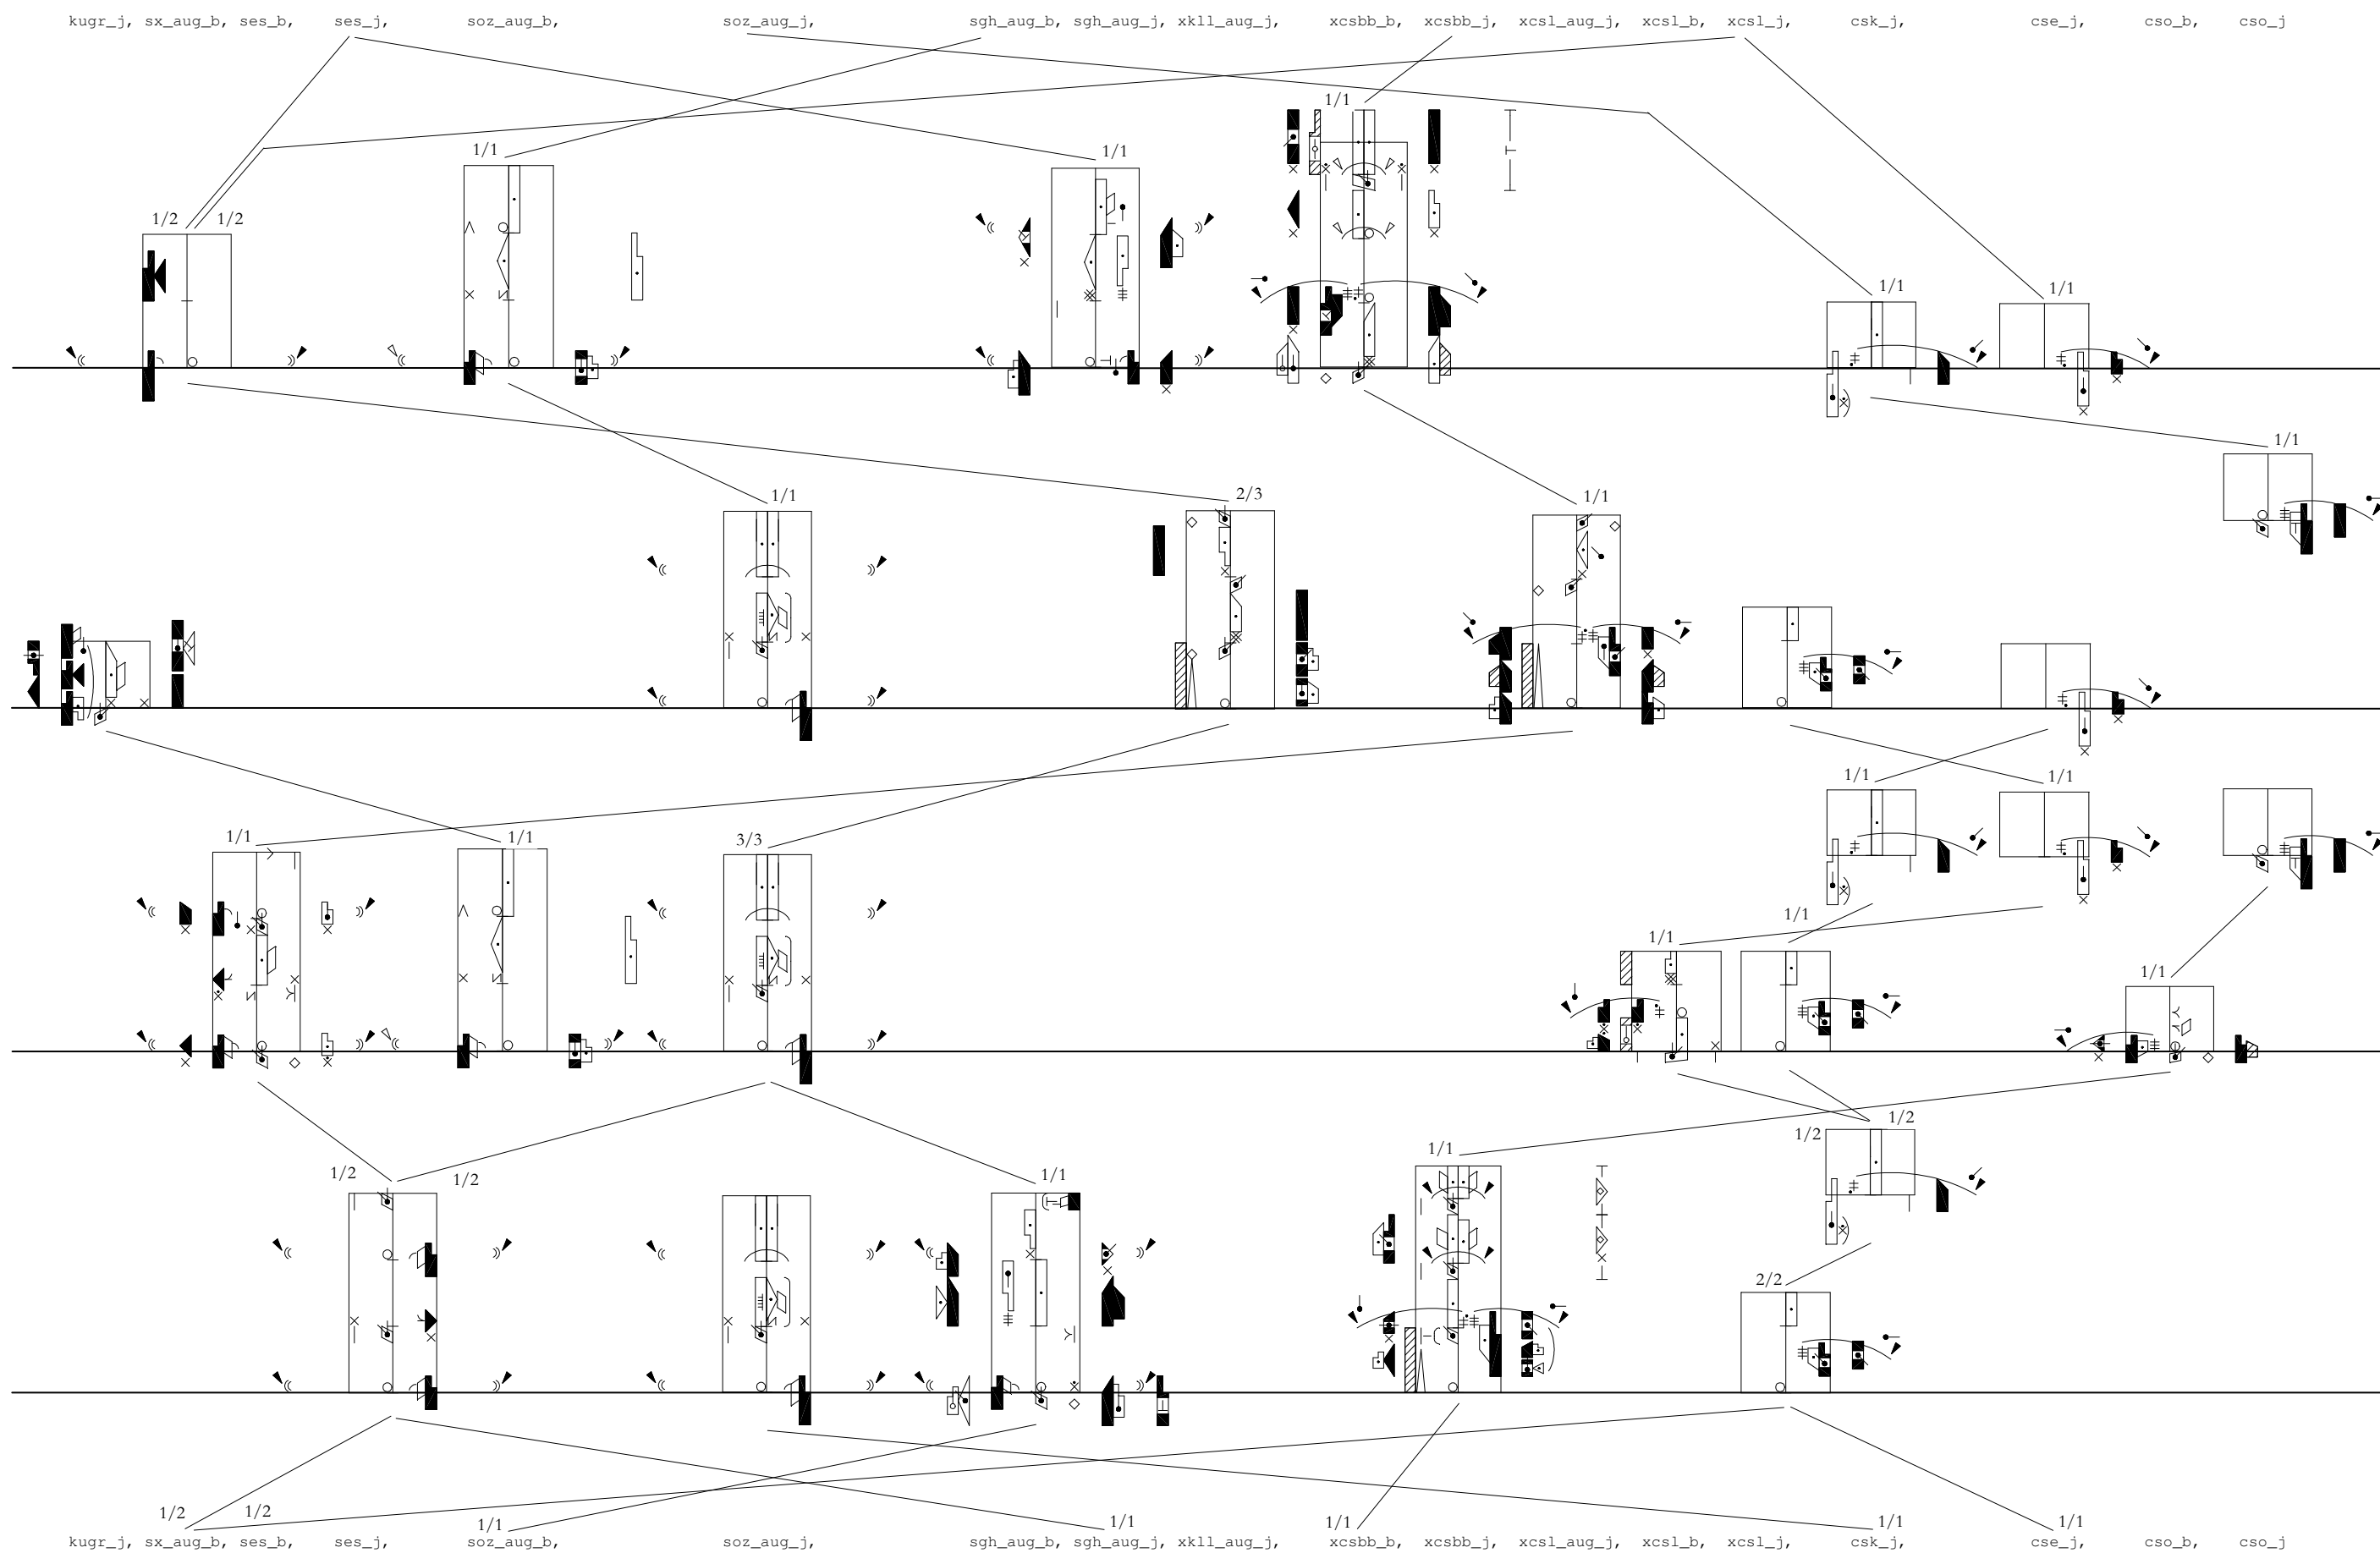 kugr_j, sx_aug_b, ses_b, ses_j, soz_aug_b, soz_aug_j, sgh_aug_b, sgh_aug_j, xkll_aug_j, xcsbb_b, xcsbb_j, xcsl_aug_j, xcsl_b, xcsl_j, csk_j, cse_j, cso_b, cso_j
1/1
1/1 1/1
1/2 1/2
1/1 1/1
1/1
1/1 2/3 1/1
1/1 1/1
1/1 1/1 3/3
1/1
1/1
1/1
1/2
1/2
1/1
1/2 1/2 1/1
2/2
1/2 1/2
1/1 1/1 1/1 1/1 1/1
kugr_j, sx_aug_b, ses_b, ses_j, soz_aug_b, soz_aug_j, sgh_aug_b, sgh_aug_j, xkll_aug_j, xcsbb_b, xcsbb_j, xcsl_aug_j, xcsl_b, xcsl_j, csk_j, cse_j, cso_b, cso_j